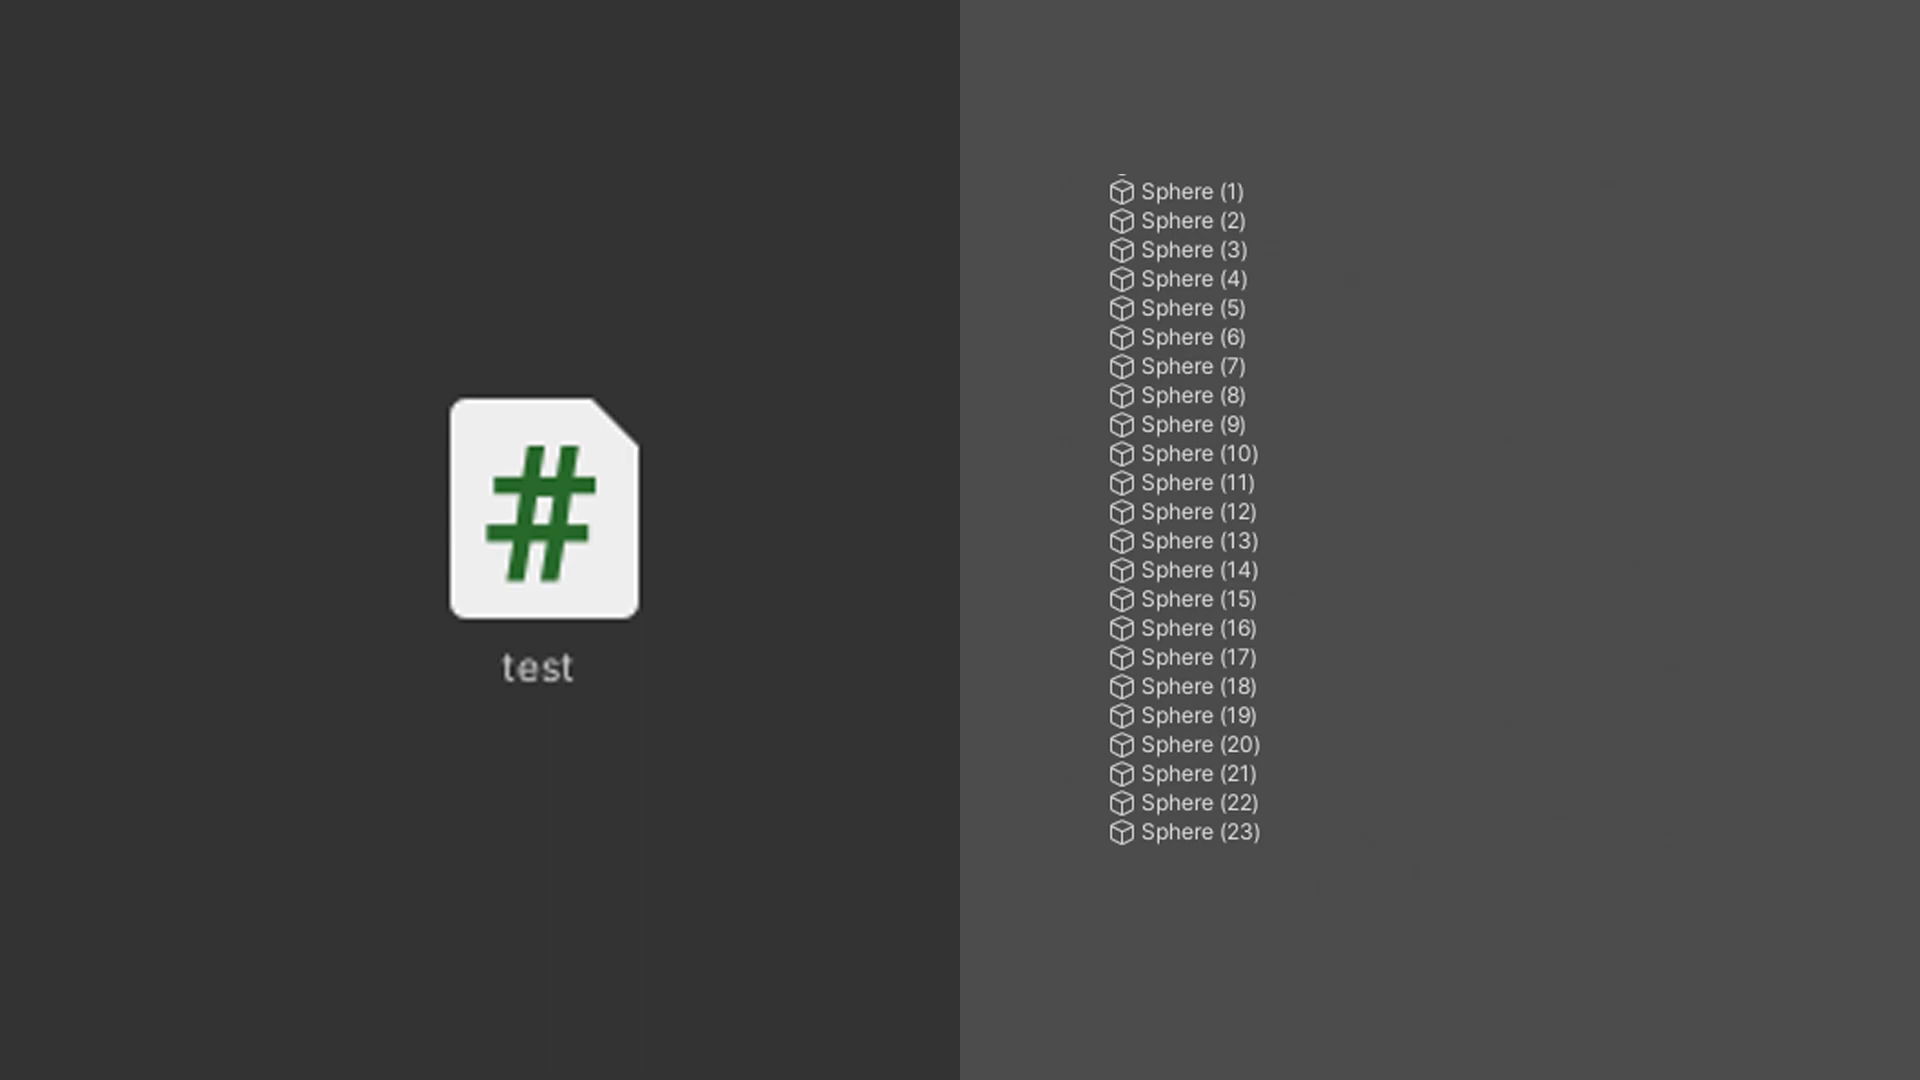 #
test
Sphere (1)
Sphere (2)
Sphere (3)
Sphere (4)
Sphere (5)
Sphere (6)
Sphere (7)
Sphere (8)
Sphere (9)
Sphere (10)
Sphere (11)
Sphere (12)
Sphere (13)
Sphere (14)
Sphere (15)
Sphere (16)
Sphere (17)
Sphere (18)
Sphere (19)
Sphere (20)
Sphere (21)
Sphere (22)
Sphere (23)